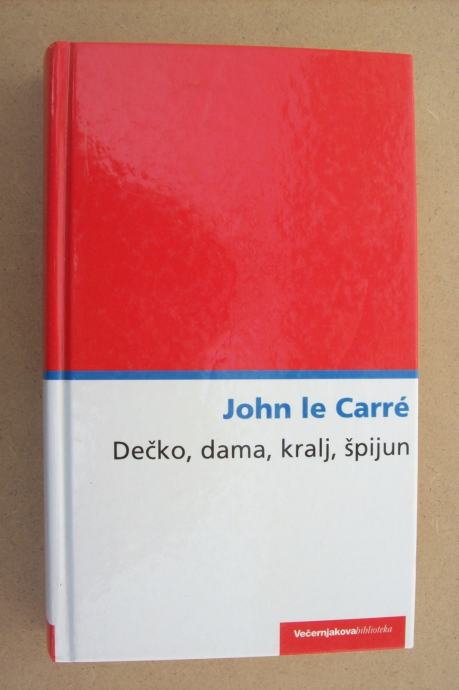 John le Carré
Dečko, dama, kralj, špijun
Večernjakovabiblioteka